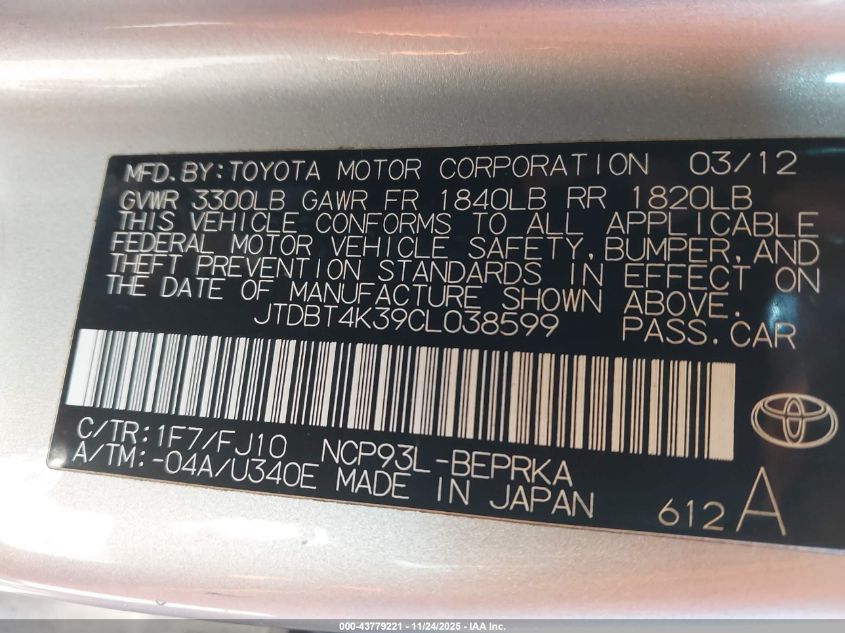 MFD.BY:TOYOTA MOTOR CORPORATION 03/12
GVWR 3300LB GAWR FR 1840LB RR 1820LB
THIS VEHICLE CONFORMS TO ALL APPLICABLE
FEDERAL MOTOR VEHICLE SAFETY,BUMPER,AND
THEFT PREVENTION STANDARDS IN EFFECT ON
THE DATE OF MANUFACTURE SHOWN ABOVE.
JTDBT4K39CL038599 PASS.CAR
C/TR:1F7/FJ10 NCP93L-BEPRKA
A/TM:-04A/U340E MADE IN JAPAN
612 A
000-43779221 - 11/24/2025 - IAA Inc.